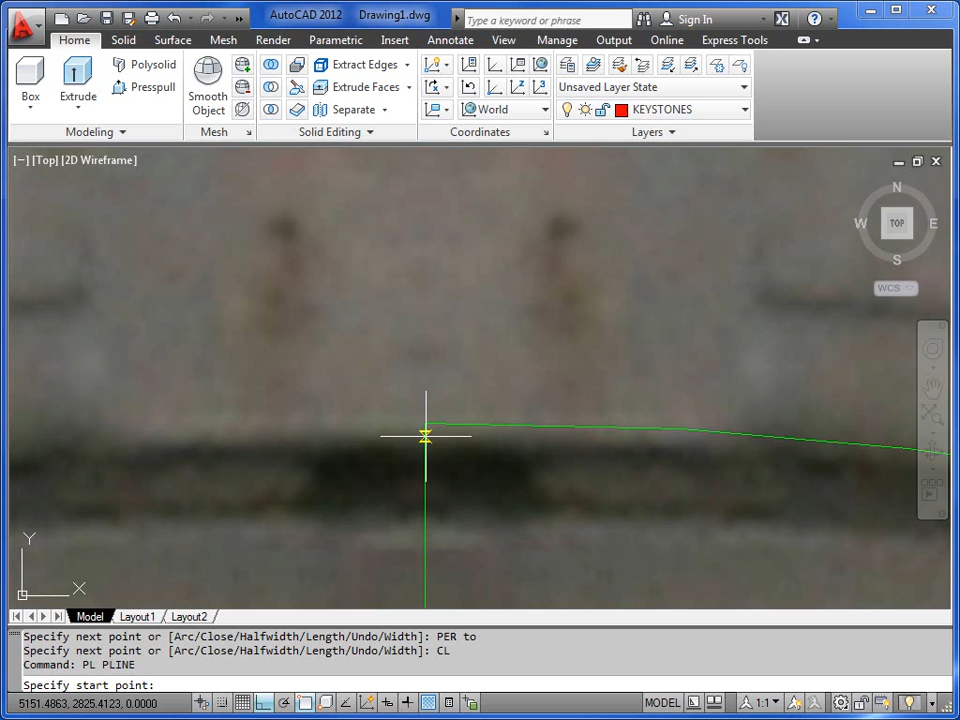 AutoCAD 2012 Drawing1.dwg Type a keyword or phrase Sign In
Home Solid Surface Mesh Render Parametric Insert Annotate View Manage Output Online Express Tools
Box
Extrude
Polysolid
Presspull
Modeling
Smooth
Object
Mesh
Extract Edges
Extrude Faces
Separate
Solid Editing
World
Coordinates
Unsaved Layer State
KEYSTONES
Layers
[−] [Top] [2D Wireframe]
N
W TOP E
S
WCS
Y
X
Model Layout1 Layout2
Specify next point or [Arc/Close/Halfwidth/Length/Undo/Width]: PER to
Specify next point or [Arc/Close/Halfwidth/Length/Undo/Width]: CL
Command: PL PLINE
Specify start point:
5151.4863, 2825.4123, 0.0000 MODEL 1:1